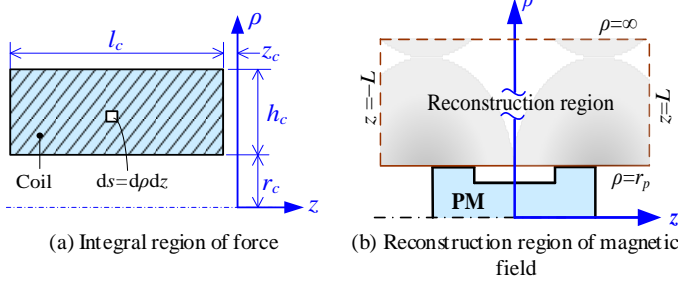 ρ
l_c
z_c
h_c
Coil
ds=dρdz
r_c
z
(a) Integral region of force
ρ
ρ=∞
z=-L
Reconstruction region
z=L
ρ=r_p
PM
z
(b) Reconstruction region of magnetic
field